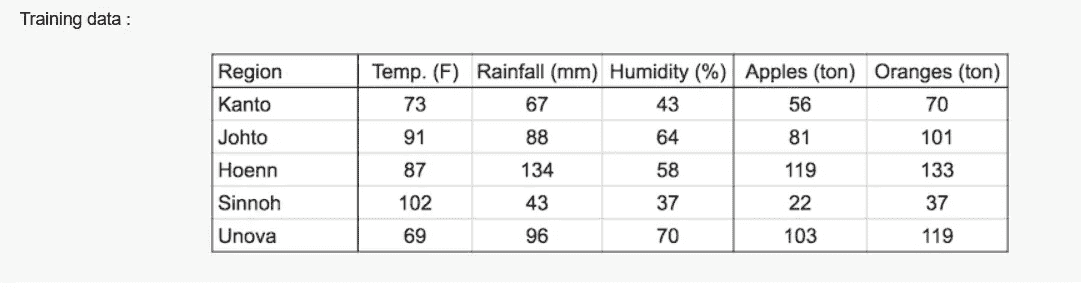 Training data :
Region Temp. (F) Rainfall (mm) Humidity (%) Apples (ton) Oranges (ton)
Kanto 73 67 43 56 70
Johto 91 88 64 81 101
Hoenn 87 134 58 119 133
Sinnoh 102 43 37 22 37
Unova 69 96 70 103 119